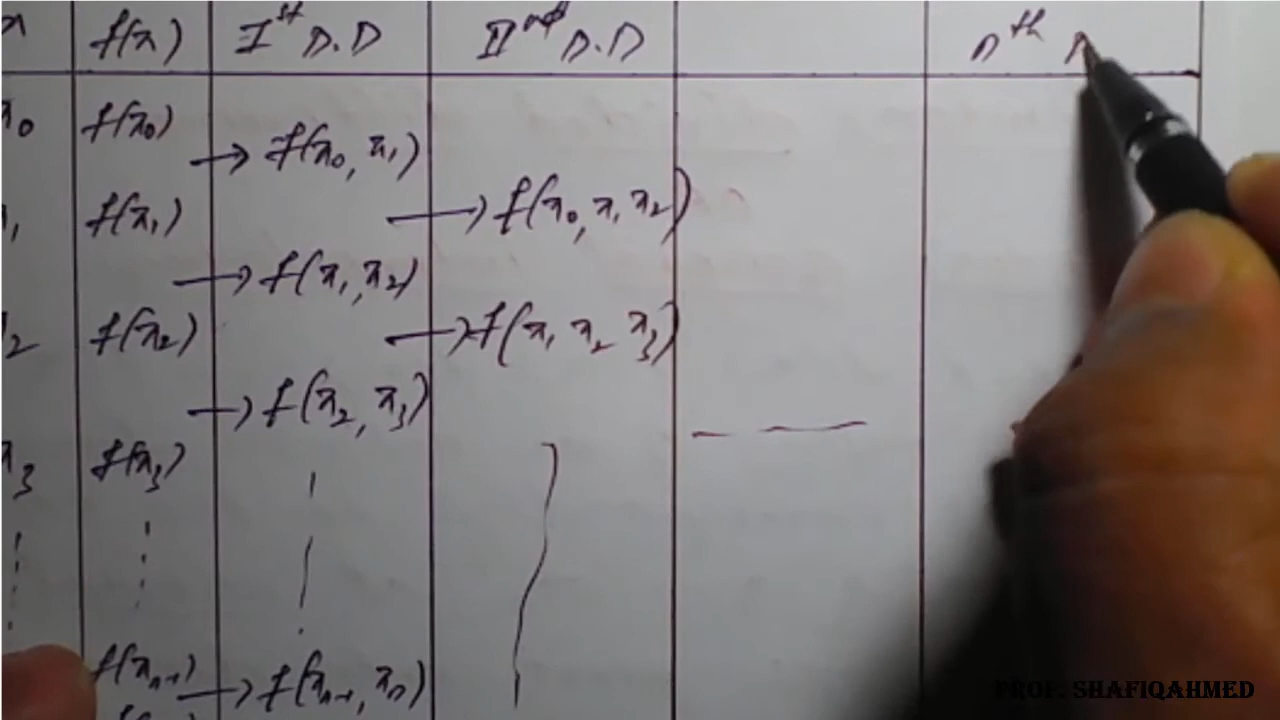 x f(x) Ist D.D IInd D.D nth D
x0 f(x0)
→ f(x0, x1)
x1 f(x1) → f(x0, x1 x2)
→ f(x1, x2)
x2 f(x2) → f(x1 x2 x3)
→ f(x2, x3)
x3 f(x3)
f(xn-1) → f(xn-1, xn)
PROF. SHAFIQAHMED